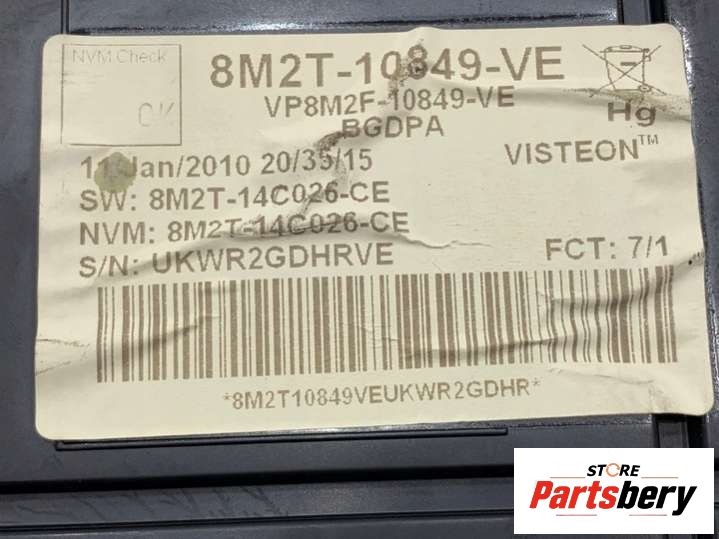 NVM Check
OK
8M2T-10849-VE
VP8M2F-10849-VE
BGDPA
Hg
VISTEON™
11/Jan/2010 20/35/15
SW: 8M2T-14C026-CE
NVM: 8M2T-14C026-CE
S/N: UKWR2GDHRVE
FCT: 7/1
*8M2T10849VEUKWR2GDHR*
STORE
Partsbery